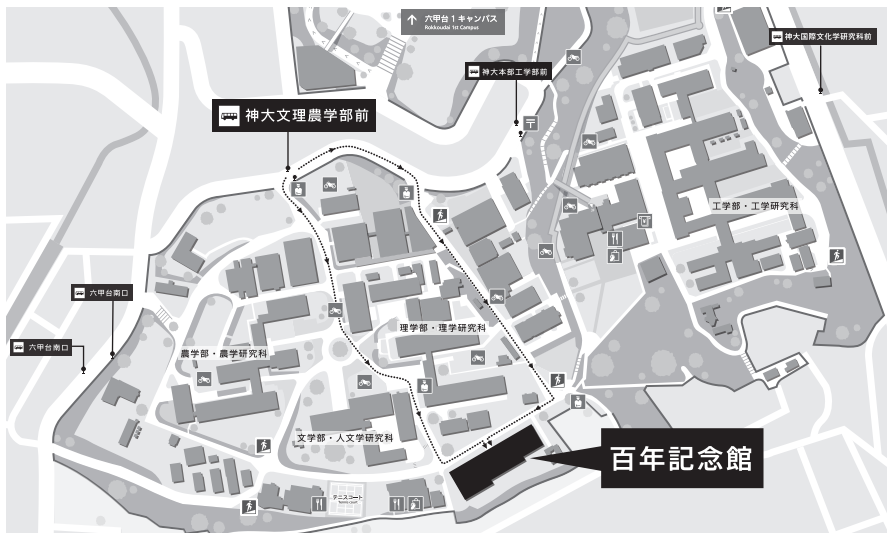 六甲台 1 キャンパス
Rokkoudai 1st Campus
神大国際文化学研究科前
神大本部工学部前
神大文理農学部前
工学部・工学研究科
六甲台南口
六甲台南口
理学部・理学研究科
農学部・農学研究科
文学部・人文学研究科
百年記念館
テニスコート
Tennis court